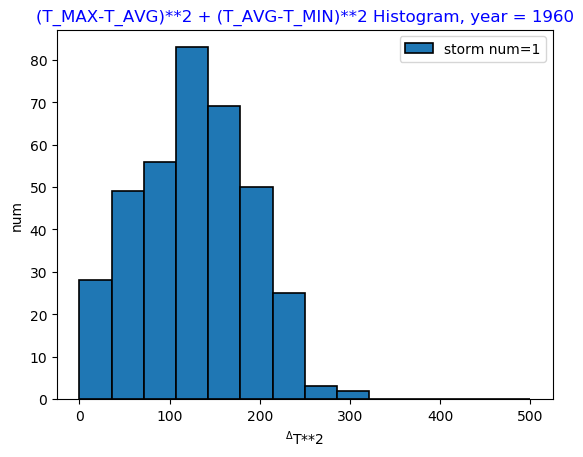 (T_MAX-T_AVG)**2 + (T_AVG-T_MIN)**2 Histogram, year = 1960
storm num=1
80
70
60
50
40
30
20
10
0
num
0 100 200 300 400 500
ΔT**2